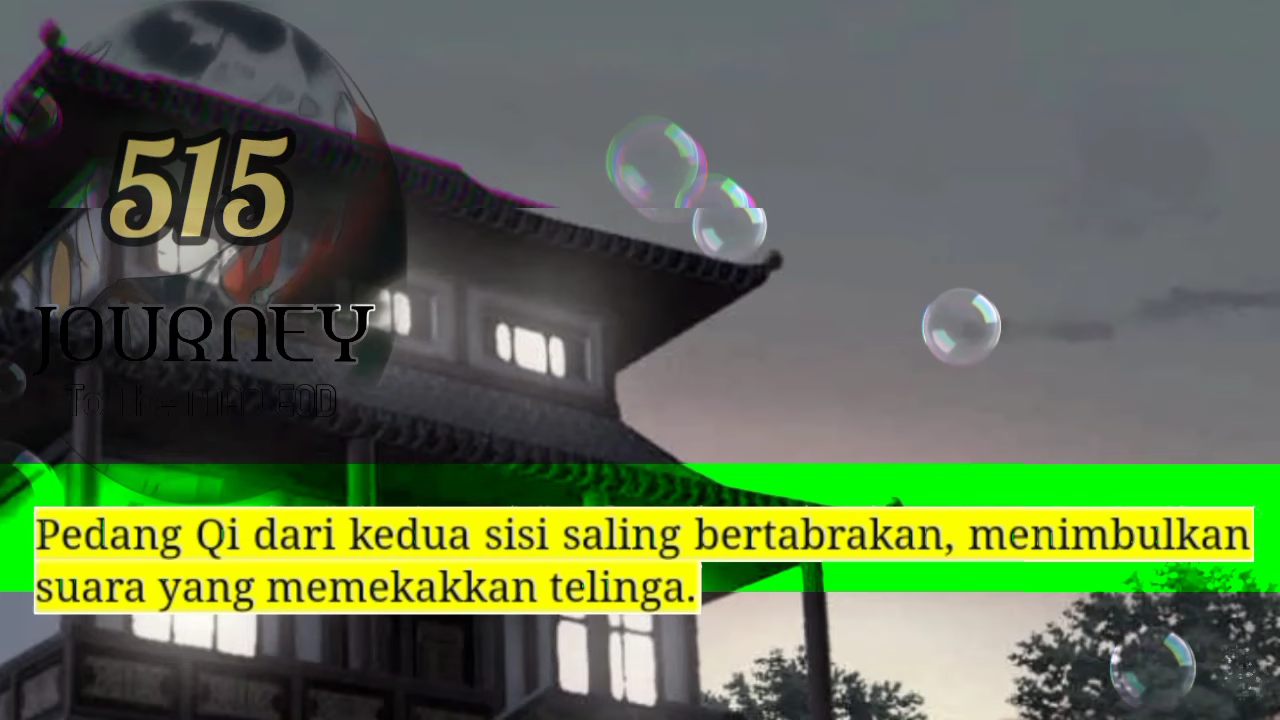 515
JOURNEY
Pedang Qi dari kedua sisi saling bertabrakan, menimbulkan
suara yang memekakkan telinga.